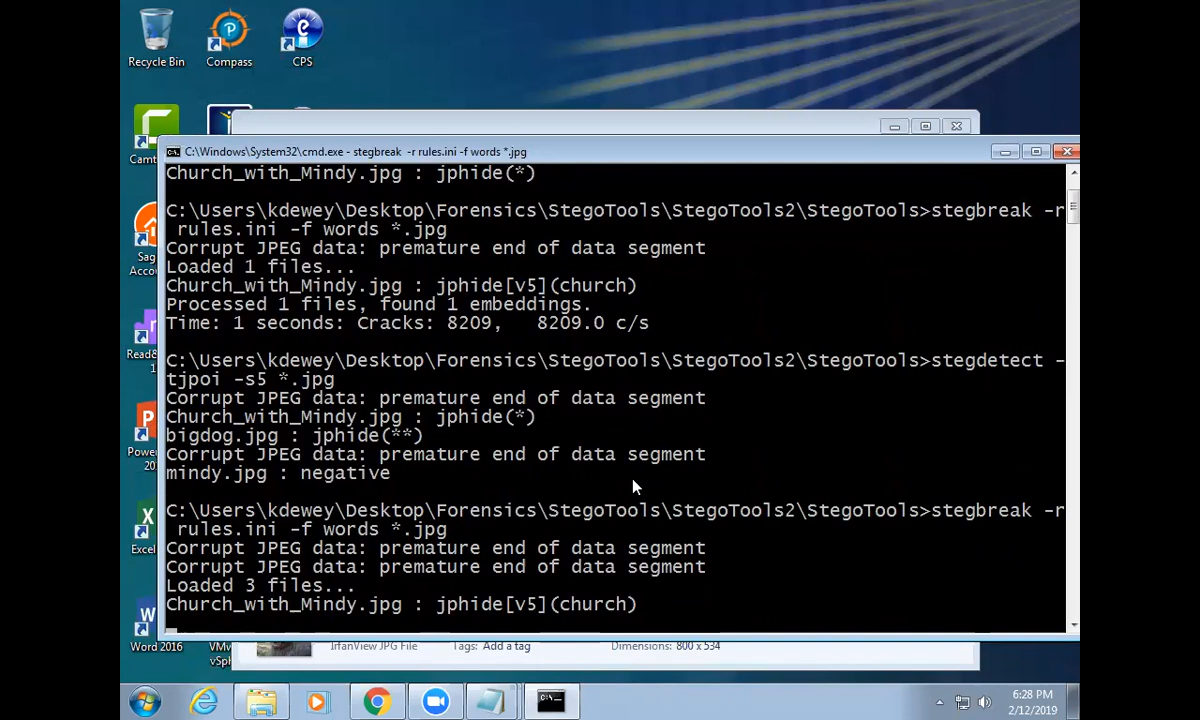 Recycle Bin
Compass
CPS
Camt
Sag
Acco
Read&
1
P
Powe
20
X
Excel
W
Word 2016
VMw
vSph
C:\Windows\System32\cmd.exe - stegbreak -r rules.ini -f words *.jpg
Church_with_Mindy.jpg : jphide(*)
C:\Users\kdewey\Desktop\Forensics\StegoTools\StegoTools2\StegoTools>stegbreak -r
rules.ini -f words *.jpg
Corrupt JPEG data: premature end of data segment
Loaded 1 files...
Church_with_Mindy.jpg : jphide[v5](church)
Processed 1 files, found 1 embeddings.
Time: 1 seconds: Cracks: 8209,   8209.0 c/s
C:\Users\kdewey\Desktop\Forensics\StegoTools\StegoTools2\StegoTools>stegdetect -
tjpoi -s5 *.jpg
Corrupt JPEG data: premature end of data segment
Church_with_Mindy.jpg : jphide(*)
bigdog.jpg : jphide(**)
Corrupt JPEG data: premature end of data segment
mindy.jpg : negative
C:\Users\kdewey\Desktop\Forensics\StegoTools\StegoTools2\StegoTools>stegbreak -r
rules.ini -f words *.jpg
Corrupt JPEG data: premature end of data segment
Corrupt JPEG data: premature end of data segment
Loaded 3 files...
Church_with_Mindy.jpg : jphide[v5](church)
IrfanView JPG File Tags: Add a tag Dimensions: 800 x 534
6:28 PM
2/12/2019